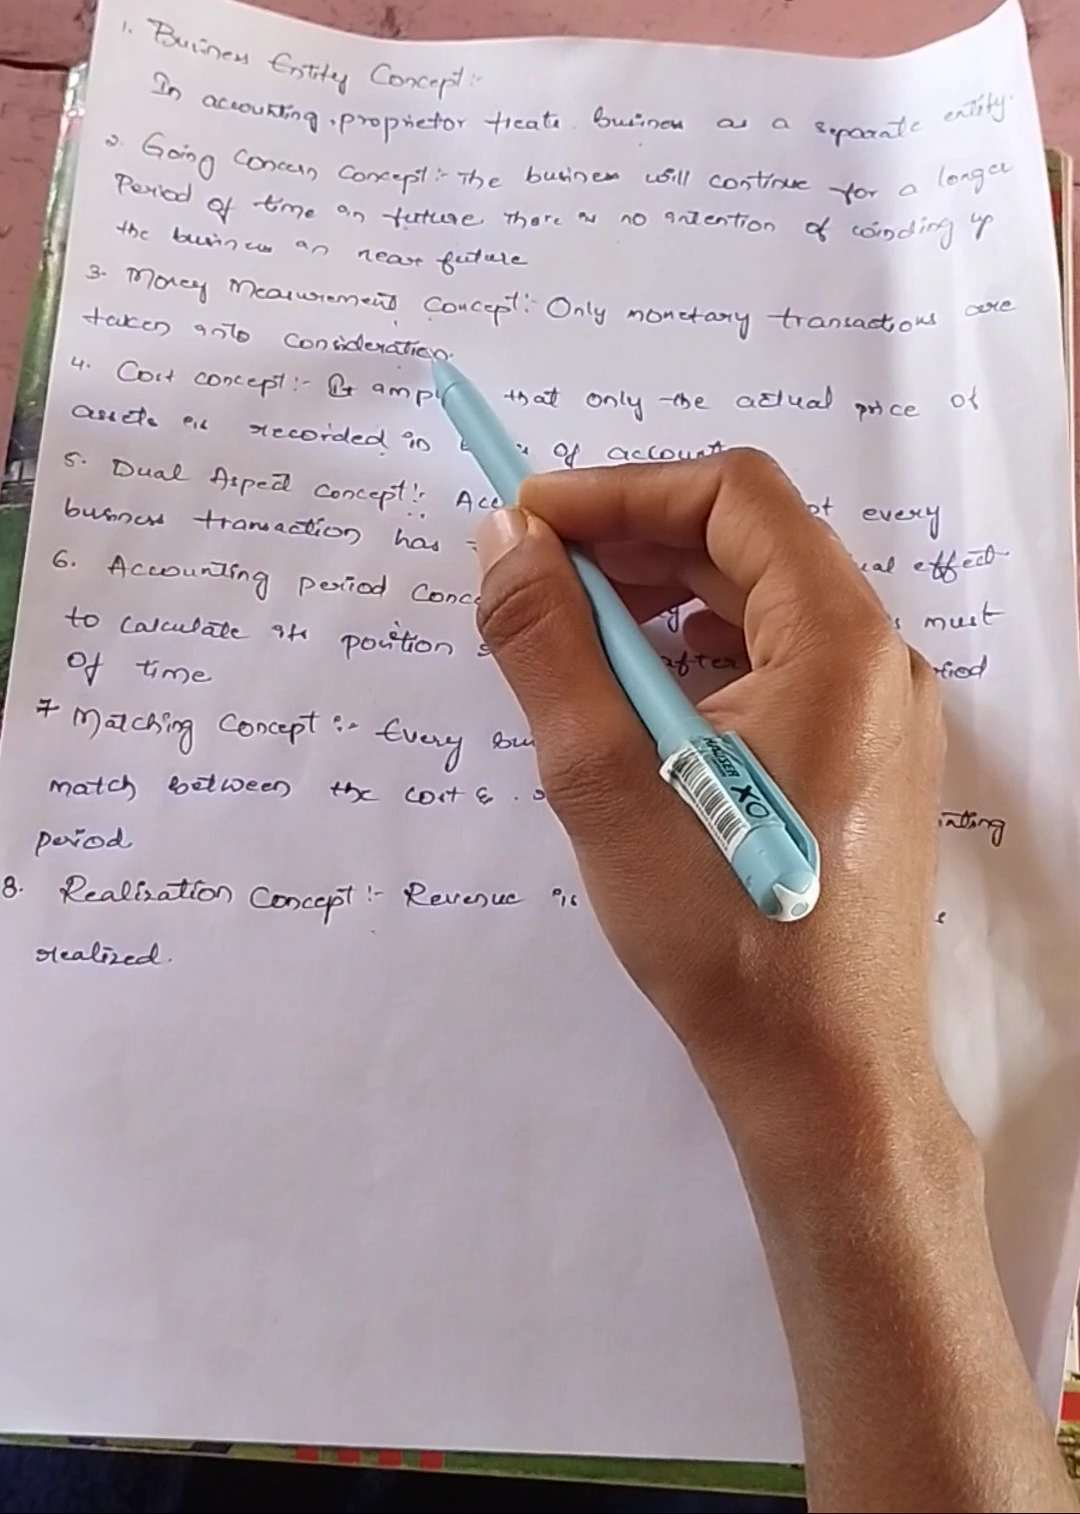 1. Business Entity Concept:-
In accounting, proprietor treats business as a separate entity.
2. Going Concern Concept:- The business will continue for a longer
Period of time in future There is no intention of winding up
the business in near future
3. Money Measurement Concept:- Only monetary transactions are
taken into consideration.
4. Cost concept:- It that only the actual price of
assets is recorded in of account
5. Dual Aspect Concept:- every
business transaction has effect
6. Accounting period must
to calculate its position after
of time
7 Matching Concept:- Every
match between the cost &
period
8. Realization Concept:- Revenue is
realized.
HAUSER XO